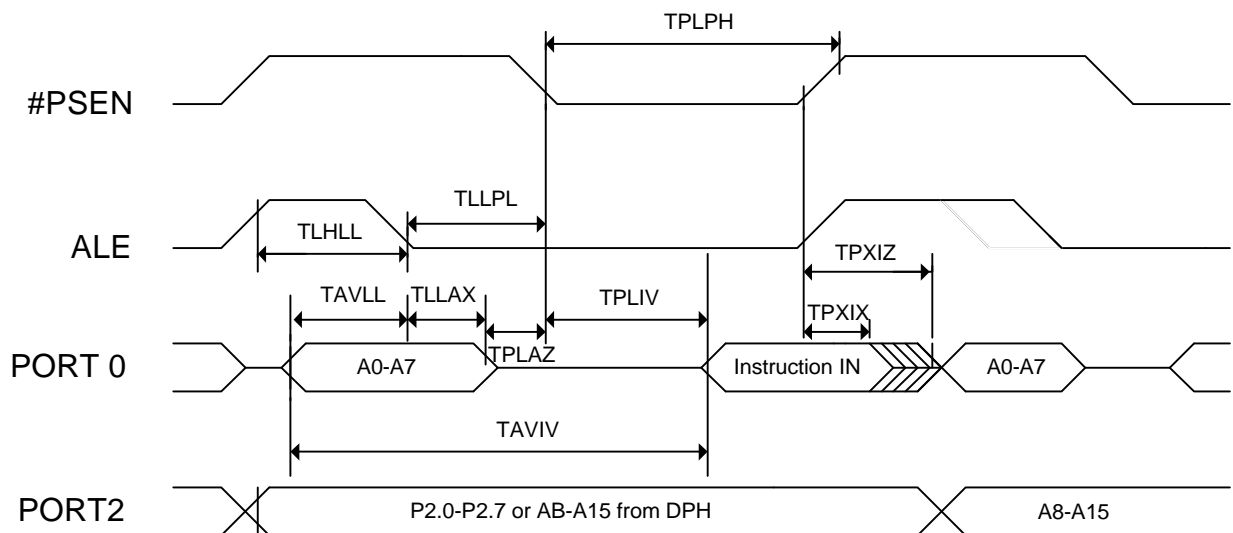 TPLPH
#PSEN
TLLPL
TLHLL
ALE
TPXIZ
TAVLL
TLLAX
TPLIV
TPXIX
PORT 0
A0-A7
TPLAZ
Instruction IN
A0-A7
TAVIV
PORT2
P2.0-P2.7 or AB-A15 from DPH
A8-A15